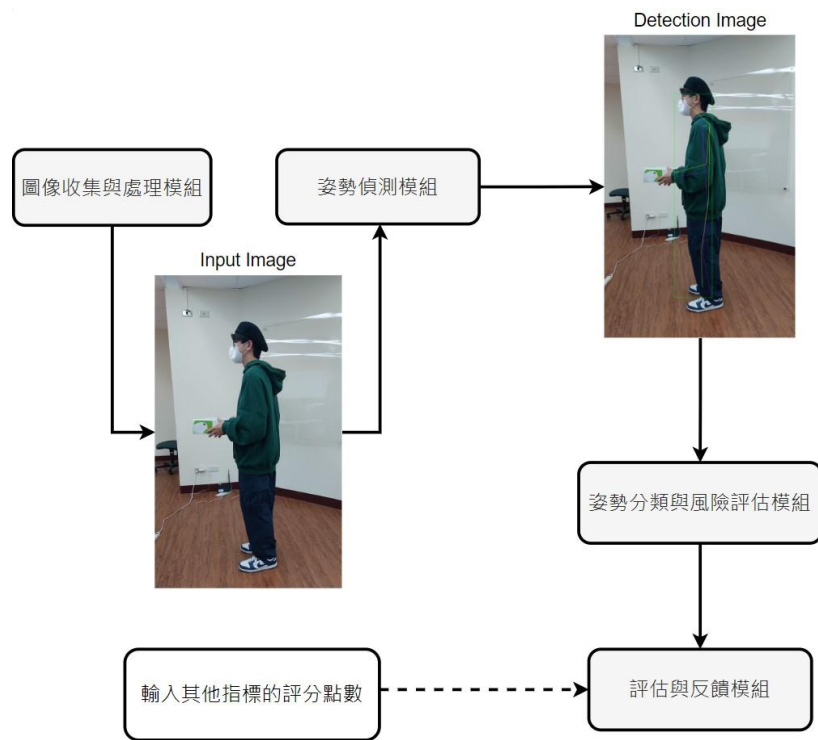 Detection Image
圖像收集與處理模組
姿勢偵測模組
Input Image
姿勢分類與風險評估模組
輸入其他指標的評分點數
評估與反饋模組